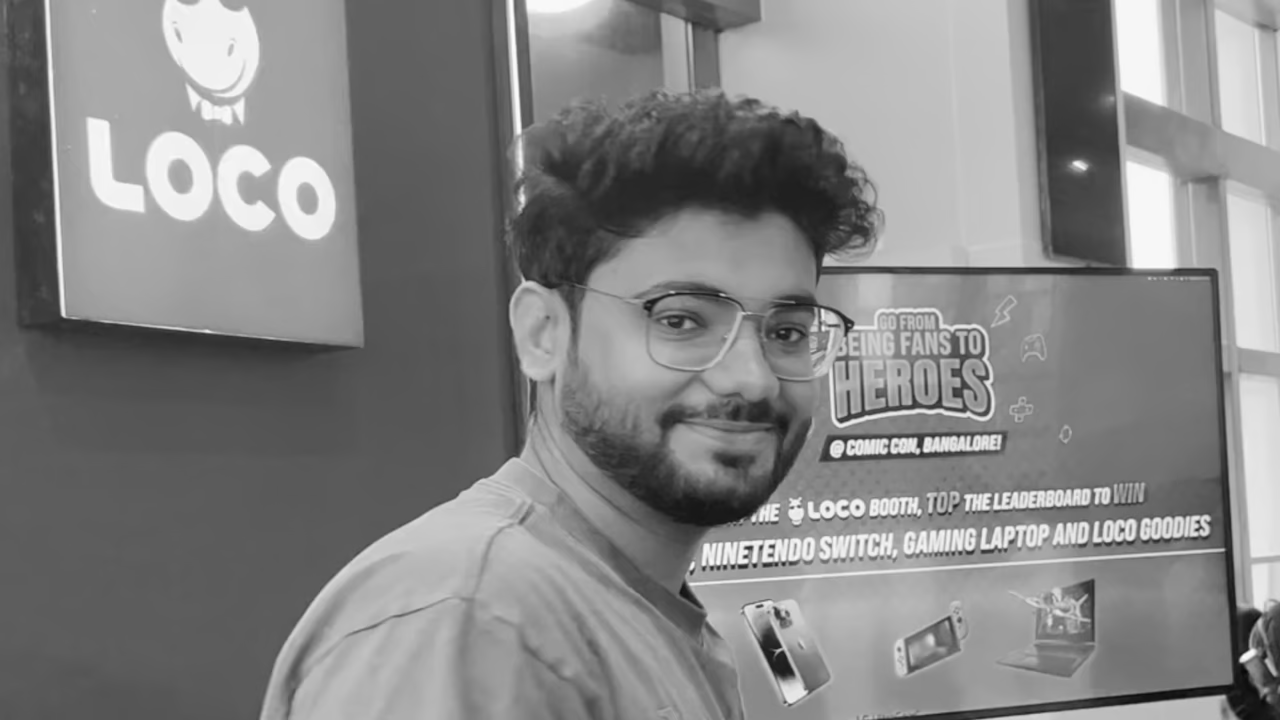 LOCO
GO FROM
BEING FANS TO
HEROES
@ COMIC CON, BANGALORE!
THE LOCO BOOTH, TOP THE LEADERBOARD TO WIN
, NINETENDO SWITCH, GAMING LAPTOP AND LOCO GOODIES